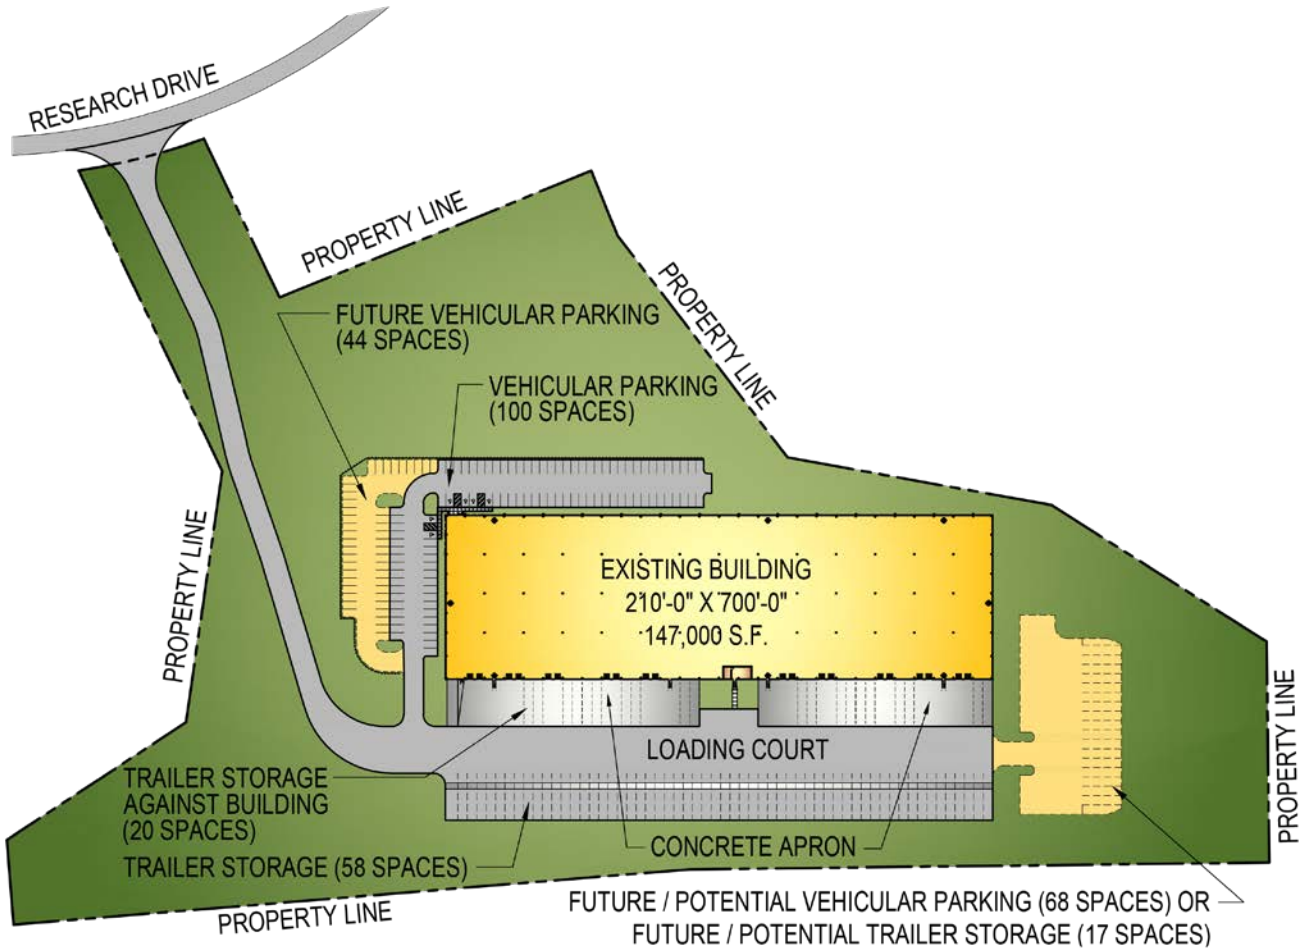 RESEARCH DRIVE
PROPERTY LINE
PROPERTY LINE
FUTURE VEHICULAR PARKING
(44 SPACES)
VEHICULAR PARKING
(100 SPACES)
PROPERTY LINE
EXISTING BUILDING
210'-0" X 700'-0"
147,000 S.F.
PROPERTY LINE
LOADING COURT
TRAILER STORAGE
AGAINST BUILDING
(20 SPACES)
TRAILER STORAGE (58 SPACES)
CONCRETE APRON
PROPERTY LINE
FUTURE / POTENTIAL VEHICULAR PARKING (68 SPACES) OR
FUTURE / POTENTIAL TRAILER STORAGE (17 SPACES)